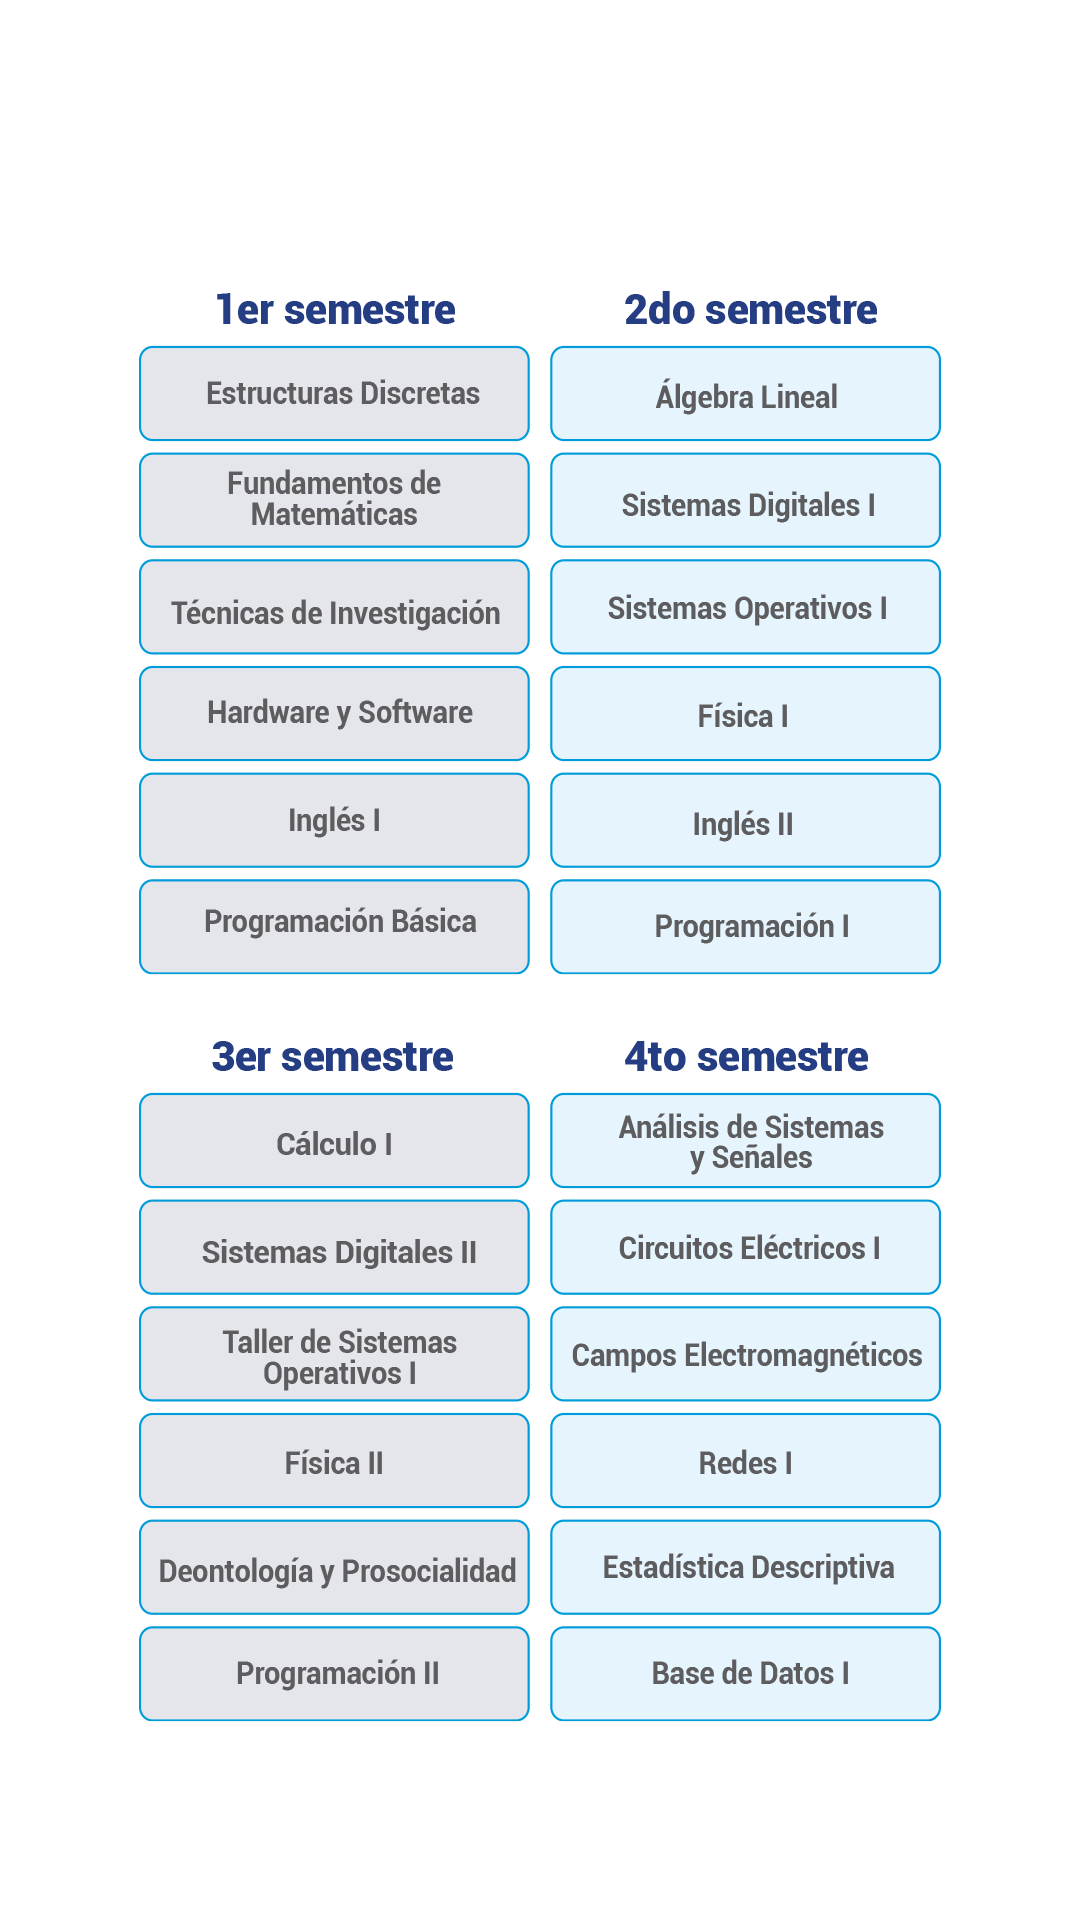 1er semestre
Estructuras Discretas
Fundamentos de
Matemáticas
Técnicas de Investigación
Hardware y Software
Inglés I
Programación Básica
2do semestre
Álgebra Lineal
Sistemas Digitales I
Sistemas Operativos I
Física I
Inglés II
Programación I
3er semestre
Cálculo I
Sistemas Digitales II
Taller de Sistemas
Operativos I
Física II
Deontología y Prosocialidad
Programación II
4to semestre
Análisis de Sistemas
y Señales
Circuitos Eléctricos I
Campos Electromagnéticos
Redes I
Estadística Descriptiva
Base de Datos I